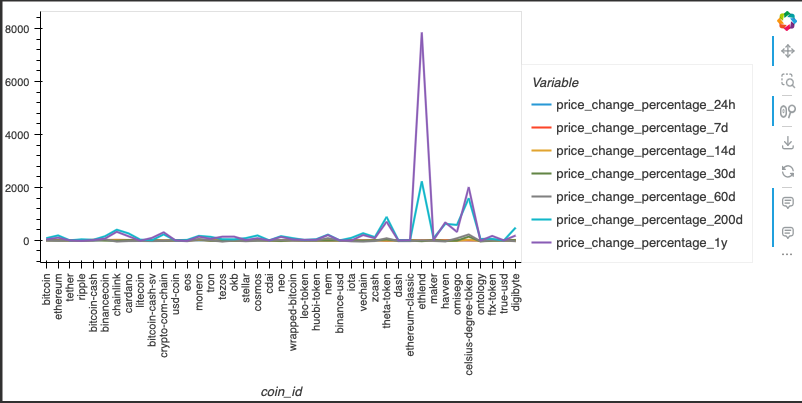 8000
6000
4000
2000
0
bitcoin
ethereum
tether
ripple
bitcoin-cash
binancecoin
chainlink
cardano
litecoin
bitcoin-cash-sv
crypto-com-chain
usd-coin
eos
monero
tron
tezos
okb
stellar
cosmos
cdai
neo
wrapped-bitcoin
leo-token
huobi-token
nem
binance-usd
iota
vechain
zcash
theta-token
dash
ethereum-classic
ethlend
maker
havven
omisego
celsius-degree-token
ontology
ftx-token
true-usd
digibyte
coin_id
Variable
price_change_percentage_24h
price_change_percentage_7d
price_change_percentage_14d
price_change_percentage_30d
price_change_percentage_60d
price_change_percentage_200d
price_change_percentage_1y